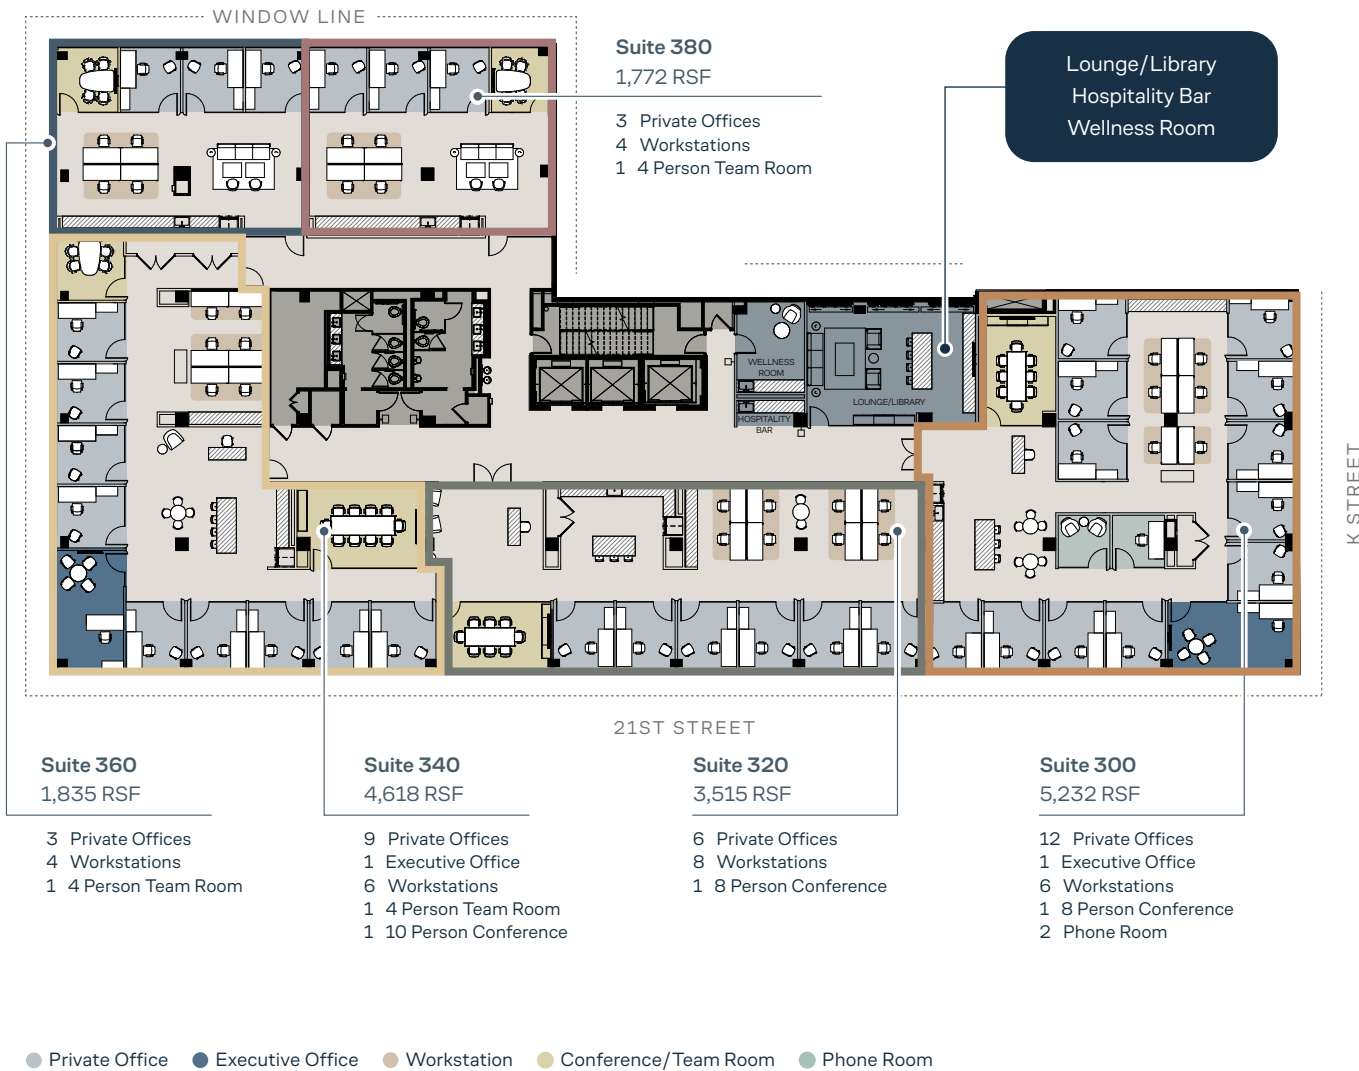 WINDOW LINE
Suite 380
1,772 RSF
3 Private Offices
4 Workstations
1 4 Person Team Room
Lounge/Library
Hospitality Bar
Wellness Room
WELLNESS
ROOM
LOUNGE/LIBRARY
HOSPITALITY
BAR
K STREET
21ST STREET
Suite 360
1,835 RSF
3 Private Offices
4 Workstations
1 4 Person Team Room
Suite 340
4,618 RSF
9 Private Offices
1 Executive Office
6 Workstations
1 4 Person Team Room
1 10 Person Conference
Suite 320
3,515 RSF
6 Private Offices
8 Workstations
1 8 Person Conference
Suite 300
5,232 RSF
12 Private Offices
1 Executive Office
6 Workstations
1 8 Person Conference
2 Phone Room
Private Office
Executive Office
Workstation
Conference/Team Room
Phone Room